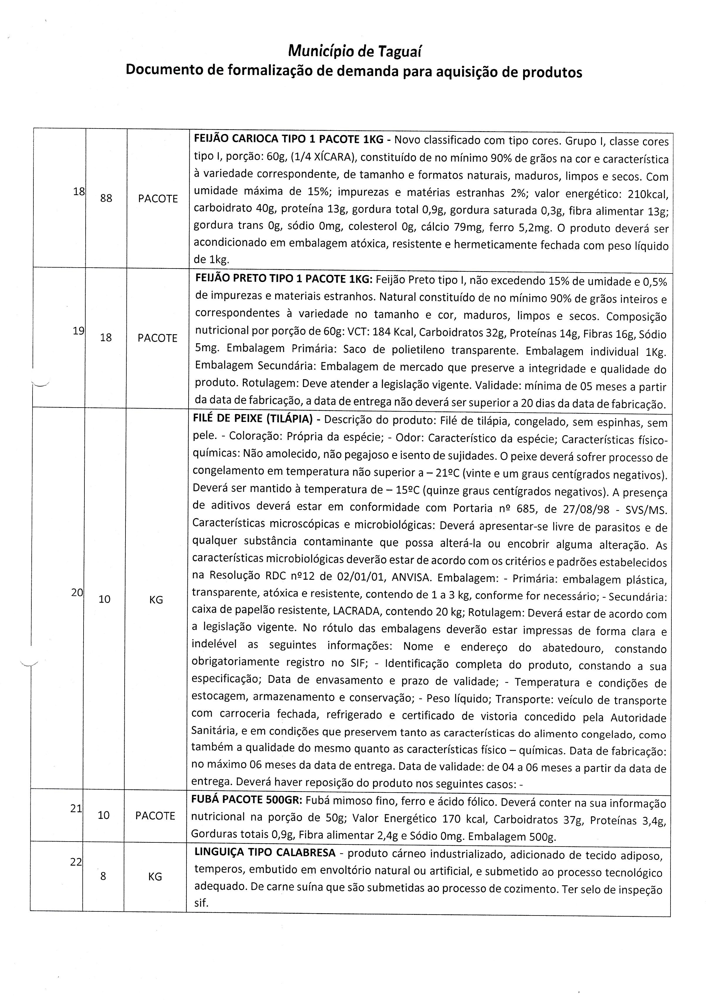 Município de Taguaí
Documento de formalização de demanda para aquisição de produtos
18
88
PACOTE
FEIJÃO CARIOCA TIPO 1 PACOTE 1KG - Novo classificado com tipo cores. Grupo I, classe cores
tipo I, porção: 60g, (1/4 XÍCARA), constituído de no mínimo 90% de grãos na cor e característica
à variedade correspondente, de tamanho e formatos naturais, maduros, limpos e secos. Com
umidade máxima de 15%; impurezas e matérias estranhas 2%; valor energético: 210kcal,
carboidrato 40g, proteína 13g, gordura total 0,9g, gordura saturada 0,3g, fibra alimentar 13g;
gordura trans 0g, sódio 0mg, colesterol 0g, cálcio 79mg, ferro 5,2mg. O produto deverá ser
acondicionado em embalagem atóxica, resistente e hermeticamente fechada com peso líquido
de 1kg.
19
18
PACOTE
FEIJÃO PRETO TIPO 1 PACOTE 1KG: Feijão Preto tipo I, não excedendo 15% de umidade e 0,5%
de impurezas e materiais estranhos. Natural constituído de no mínimo 90% de grãos inteiros e
correspondentes à variedade no tamanho e cor, maduros, limpos e secos. Composição
nutricional por porção de 60g: VCT: 184 Kcal, Carboidratos 32g, Proteínas 14g, Fibras 16g, Sódio
5mg. Embalagem Primária: Saco de polietileno transparente. Embalagem individual 1Kg.
Embalagem Secundária: Embalagem de mercado que preserve a integridade e qualidade do
produto. Rotulagem: Deve atender a legislação vigente. Validade: mínima de 05 meses a partir
da data de fabricação, a data de entrega não deverá ser superior a 20 dias da data de fabricação.
20
10
KG
FILÉ DE PEIXE (TILÁPIA) - Descrição do produto: Filé de tilápia, congelado, sem espinhas, sem
pele. - Coloração: Própria da espécie; - Odor: Característico da espécie; Características físico-
químicas: Não amolecido, não pegajoso e isento de sujidades. O peixe deverá sofrer processo de
congelamento em temperatura não superior a – 21ºC (vinte e um graus centígrados negativos).
Deverá ser mantido à temperatura de – 15ºC (quinze graus centígrados negativos). A presença
de aditivos deverá estar em conformidade com Portaria nº 685, de 27/08/98 - SVS/MS.
Características microscópicas e microbiológicas: Deverá apresentar-se livre de parasitos e de
qualquer substância contaminante que possa alterá-la ou encobrir alguma alteração. As
características microbiológicas deverão estar de acordo com os critérios e padrões estabelecidos
na Resolução RDC nº12 de 02/01/01, ANVISA. Embalagem: - Primária: embalagem plástica,
transparente, atóxica e resistente, contendo de 1 a 3 kg, conforme for necessário; - Secundária:
caixa de papelão resistente, LACRADA, contendo 20 kg; Rotulagem: Deverá estar de acordo com
a legislação vigente. No rótulo das embalagens deverão estar impressas de forma clara e
indelével as seguintes informações: Nome e endereço do abatedouro, constando
obrigatoriamente registro no SIF; - Identificação completa do produto, constando a sua
especificação; Data de envasamento e prazo de validade; - Temperatura e condições de
estocagem, armazenamento e conservação; - Peso líquido; Transporte: veículo de transporte
com carroceria fechada, refrigerado e certificado de vistoria concedido pela Autoridade
Sanitária, e em condições que preservem tanto as características do alimento congelado, como
também a qualidade do mesmo quanto as características físico – químicas. Data de fabricação:
no máximo 06 meses da data de entrega. Data de validade: de 04 a 06 meses a partir da data de
entrega. Deverá haver reposição do produto nos seguintes casos: -
21
10
PACOTE
FUBÁ PACOTE 500GR: Fubá mimoso fino, ferro e ácido fólico. Deverá conter na sua informação
nutricional na porção de 50g; Valor Energético 170 kcal, Carboidratos 37g, Proteínas 3,4g,
Gorduras totais 0,9g, Fibra alimentar 2,4g e Sódio 0mg. Embalagem 500g.
22
8
KG
LINGUIÇA TIPO CALABRESA - produto cárneo industrializado, adicionado de tecido adiposo,
temperos, embutido em envoltório natural ou artificial, e submetido ao processo tecnológico
adequado. De carne suína que são submetidas ao processo de cozimento. Ter selo de inspeção
sif.